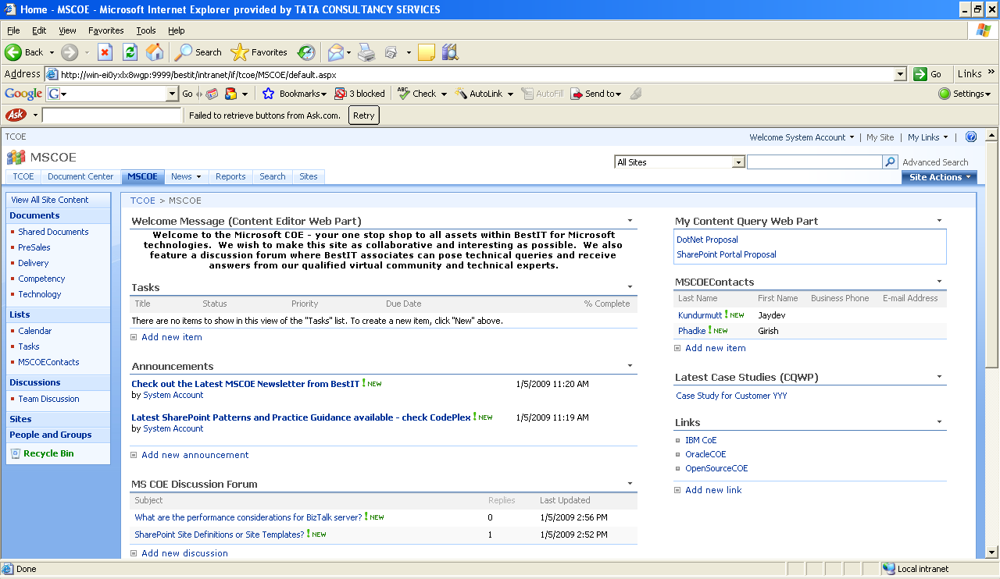 Home - MSCOE - Microsoft Internet Explorer provided by TATA CONSULTANCY SERVICES
File Edit View Favorites Tools Help
Back Search Favorites
Address http://win-ei0yxlx8wgp:9999/bestit/intranet/if/tcoe/MSCOE/default.aspx Go Links »
Google G Go Bookmarks 3 blocked ABC Check AutoLink AutoFill Send to Settings
Ask Failed to retrieve buttons from Ask.com. Retry
TCOE Welcome System Account | My Site | My Links |
MSCOE All Sites Advanced Search
TCOE Document Center MSCOE News Reports Search Sites Site Actions
View All Site Content
Documents
Shared Documents
PreSales
Delivery
Competency
Technology
Lists
Calendar
Tasks
MSCOEContacts
Discussions
Team Discussion
Sites
People and Groups
Recycle Bin
TCOE > MSCOE
Welcome Message (Content Editor Web Part)
Welcome to the Microsoft COE - your one stop shop to all assets within BestIT for Microsoft
technologies. We wish to make this site as collaborative and interesting as possible. We also
feature a discussion forum where BestIT associates can pose technical queries and receive
answers from our qualified virtual community and technical experts.
Tasks
Title Status Priority Due Date % Complete
There are no items to show in this view of the "Tasks" list. To create a new item, click "New" above.
Add new item
Announcements
Check out the Latest MSCOE Newsletter from BestIT ! NEW 1/5/2009 11:20 AM
by System Account
Latest SharePoint Patterns and Practice Guidance available - check CodePlex ! NEW 1/5/2009 11:19 AM
by System Account
Add new announcement
MS COE Discussion Forum
Subject Replies Last Updated
What are the performance considerations for BizTalk server? ! NEW 0 1/5/2009 2:56 PM
SharePoint Site Definitions or Site Templates? ! NEW 1 1/5/2009 2:52 PM
Add new discussion
My Content Query Web Part
DotNet Proposal
SharePoint Portal Proposal
MSCOEContacts
Last Name First Name Business Phone E-mail Address
Kundurmutt ! NEW Jaydev
Phadke ! NEW Girish
Add new item
Latest Case Studies (CQWP)
Case Study for Customer YYY
Links
IBM CoE
OracleCOE
OpenSourceCOE
Add new link
Done Local intranet